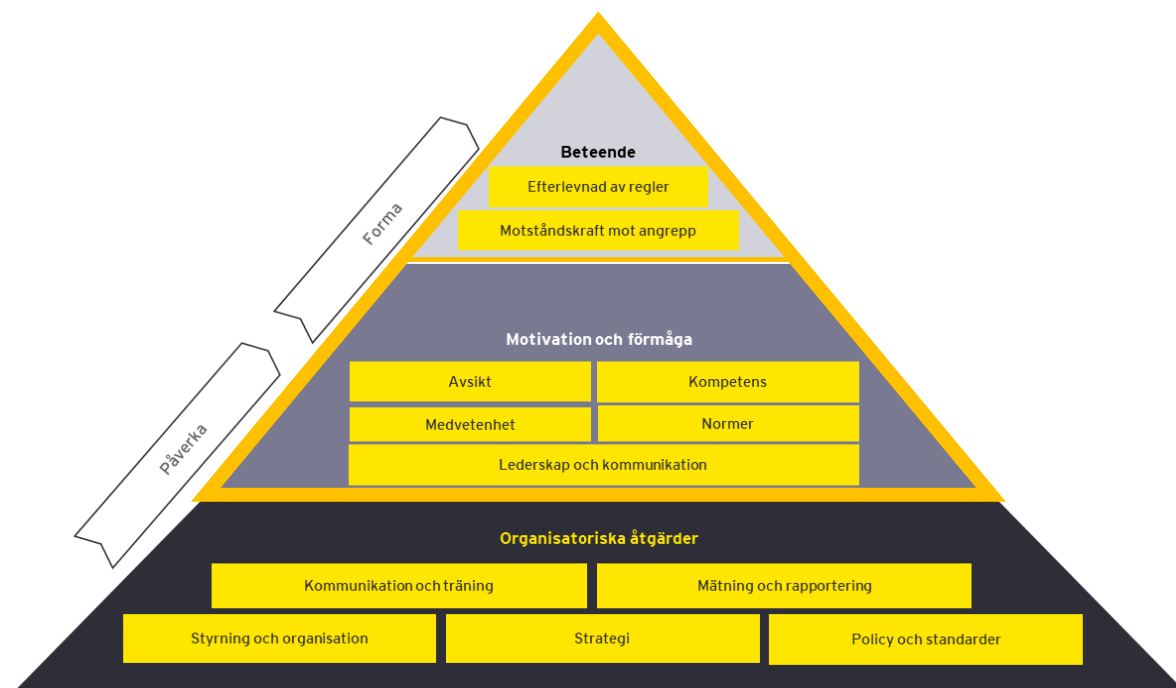 Beteende
Efterlevnad av regler
Motståndskraft mot angrepp
Forma
Motivation och förmåga
Avsikt
Kompetens
Medvetenhet
Normer
Lederskap och kommunikation
Påverka
Organisatoriska åtgärder
Kommunikation och träning
Mätning och rapportering
Styrning och organisation
Strategi
Policy och standarder